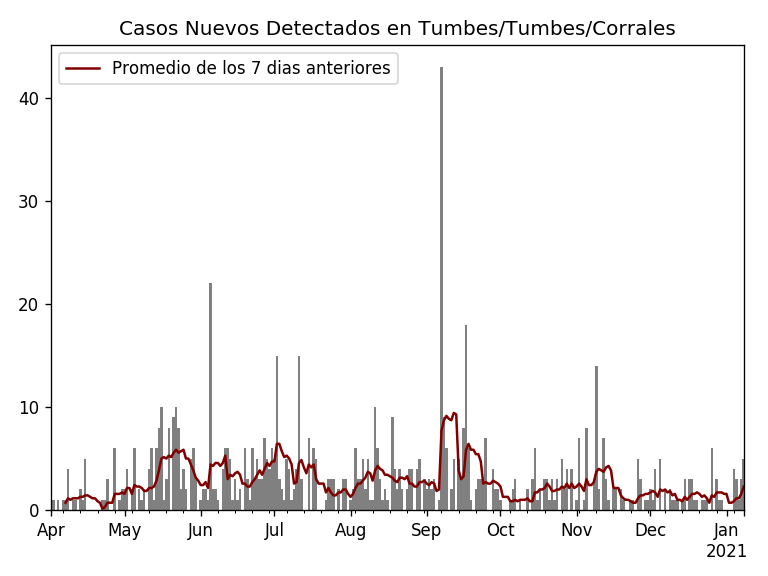 Casos Nuevos Detectados en Tumbes/Tumbes/Corrales
Promedio de los 7 dias anteriores
40
30
20
10
0
Apr May Jun Jul Aug Sep Oct Nov Dec Jan
2021